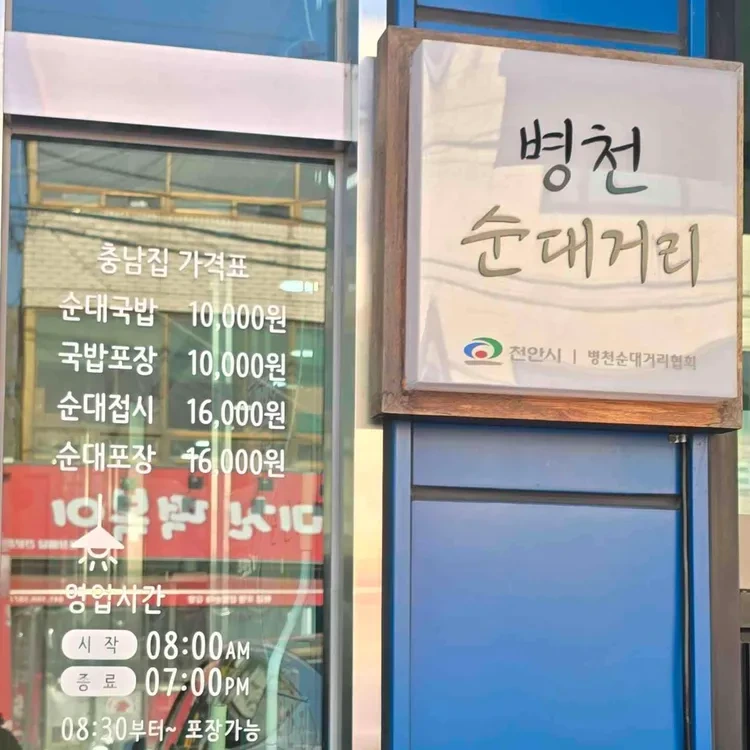 충남집 가격표
순대국밥 10,000원
국밥포장 10,000원
순대접시 16,000원
순대포장 16,000원
영업시간
시작 08:00AM
종료 07:00PM
08:30부터~ 포장가능
병천
순대거리
천안시 | 병천순대거리협회